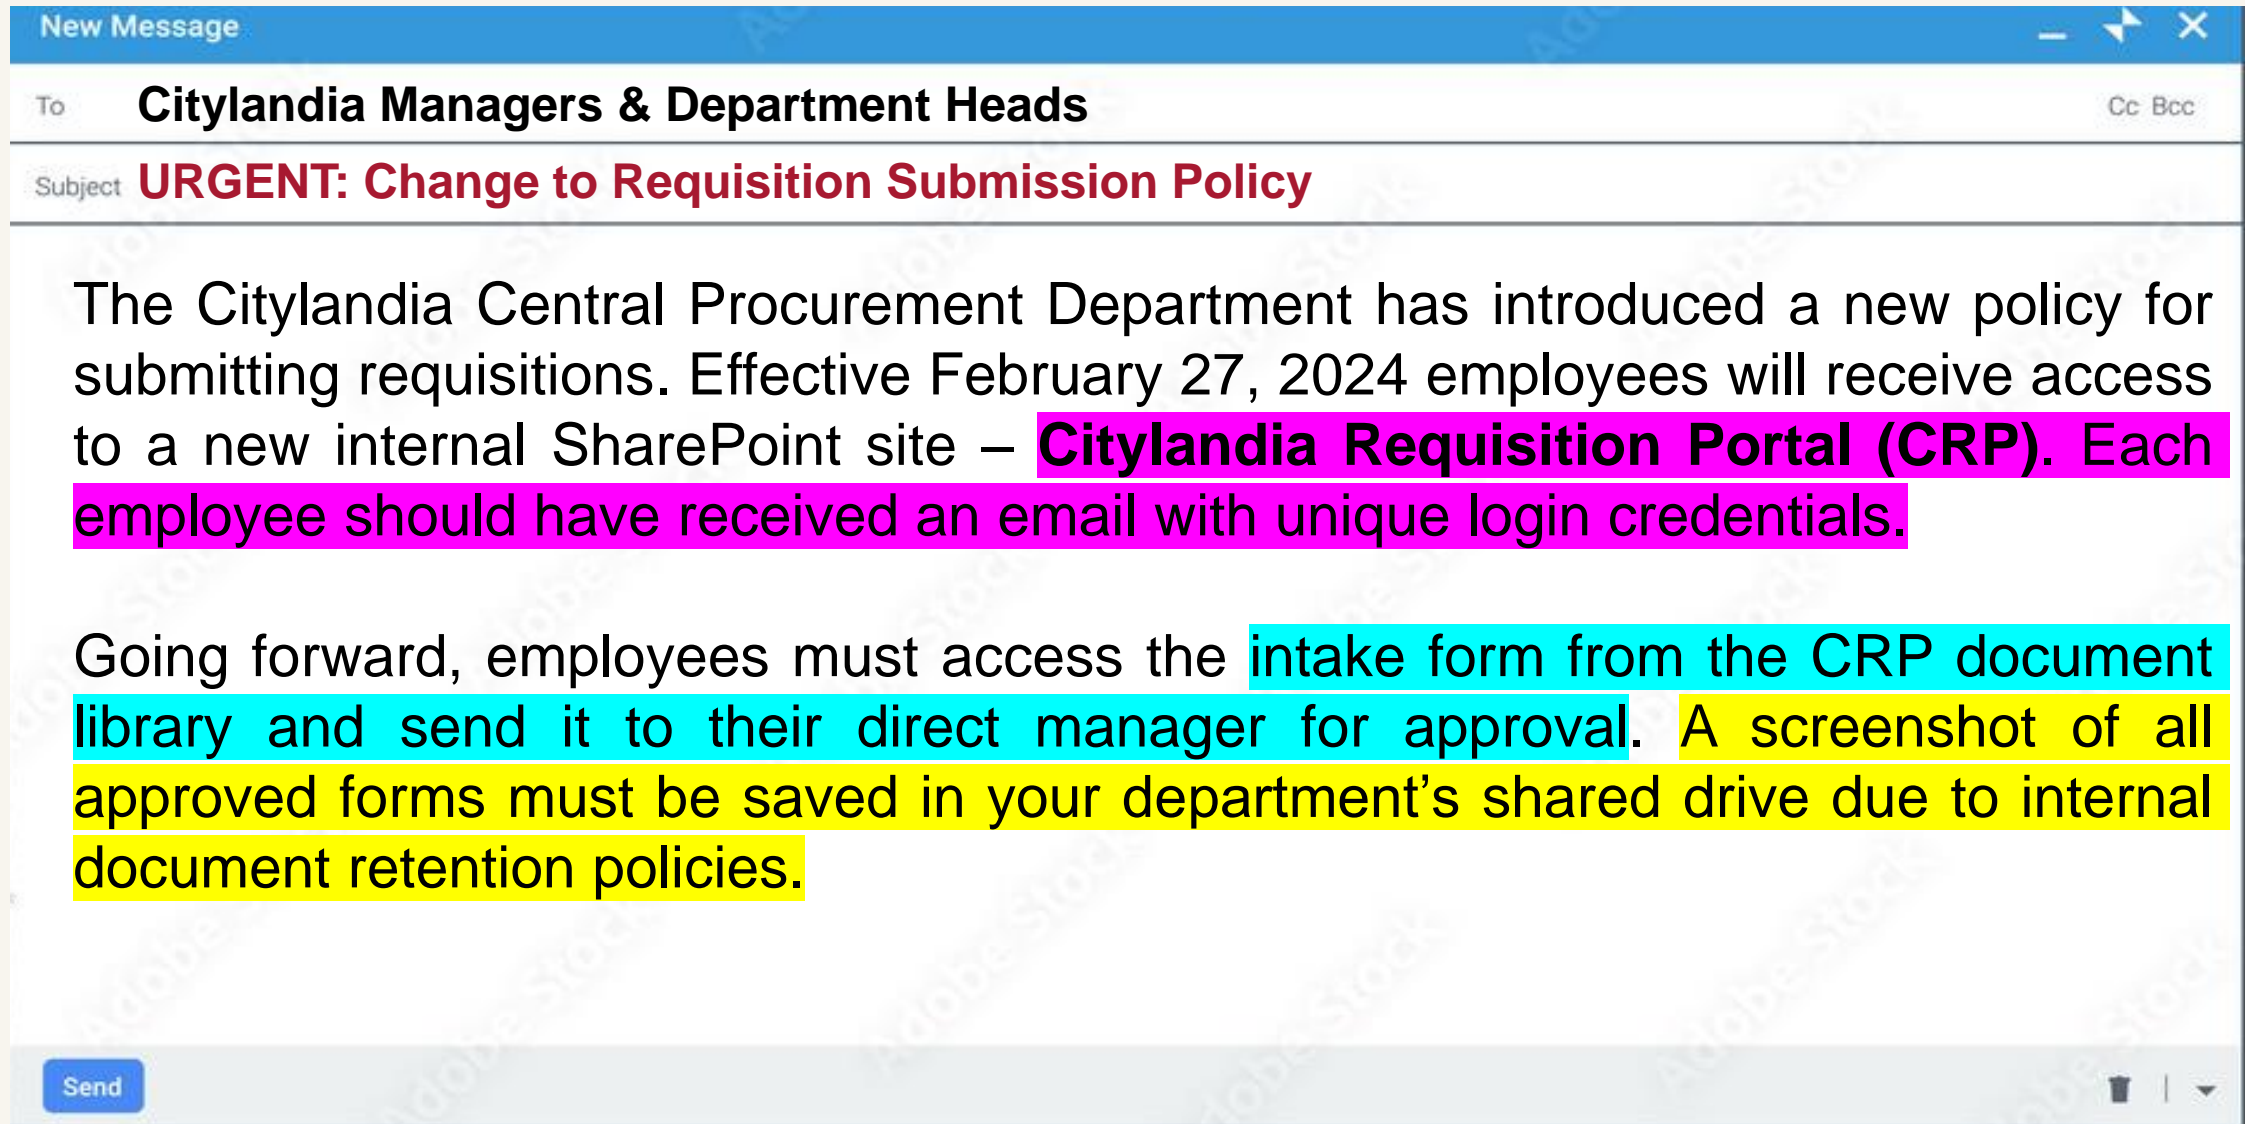 New Message
To Citylandia Managers & Department Heads Cc Bcc
Subject URGENT: Change to Requisition Submission Policy
The Citylandia Central Procurement Department has introduced a new policy for
submitting requisitions. Effective February 27, 2024 employees will receive access
to a new internal SharePoint site – Citylandia Requisition Portal (CRP). Each
employee should have received an email with unique login credentials.
Going forward, employees must access the intake form from the CRP document
library and send it to their direct manager for approval. A screenshot of all
approved forms must be saved in your department’s shared drive due to internal
document retention policies.
Send